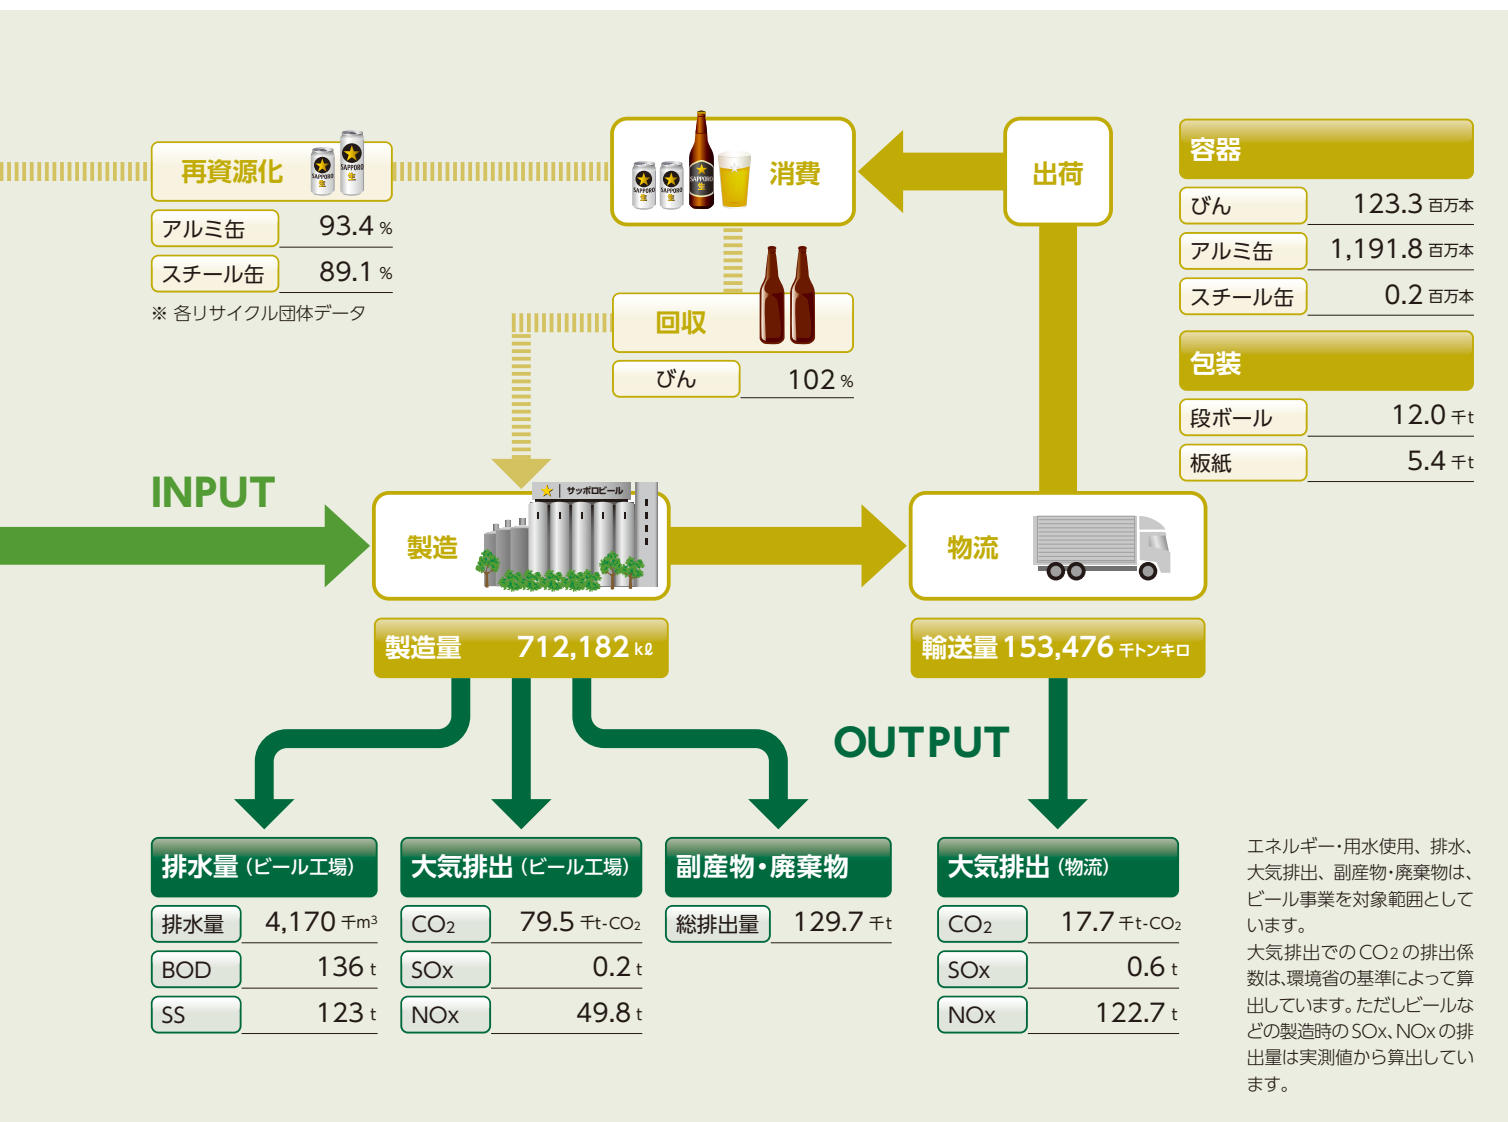 再資源化
SAPPORO
生
SAPPORO
生
アルミ缶 93.4 %
スチール缶 89.1 %
※ 各リサイクル団体データ
SAPPORO
生
SAPPORO
生
SAPPORO
生
消費
出荷
回収
びん 102 %
容器
びん 123.3 百万本
アルミ缶 1,191.8 百万本
スチール缶 0.2 百万本
包装
段ボール 12.0 千t
板紙 5.4 千t
INPUT
サッポロビール
製造
物流
製造量 712,182 kℓ
輸送量 153,476 千トンキロ
OUTPUT
排水量(ビール工場)
排水量 4,170 千m³
BOD 136 t
SS 123 t
大気排出(ビール工場)
CO2 79.5 千t-CO2
SOx 0.2 t
NOx 49.8 t
副産物・廃棄物
総排出量 129.7 千t
大気排出(物流)
CO2 17.7 千t-CO2
SOx 0.6 t
NOx 122.7 t
エネルギー・用水使用、排水、
大気排出、副産物・廃棄物は、
ビール事業を対象範囲として
います。
大気排出でのCO2の排出係
数は、環境省の基準によって算
出しています。ただしビールな
どの製造時のSOx、NOxの排
出量は実測値から算出してい
ます。